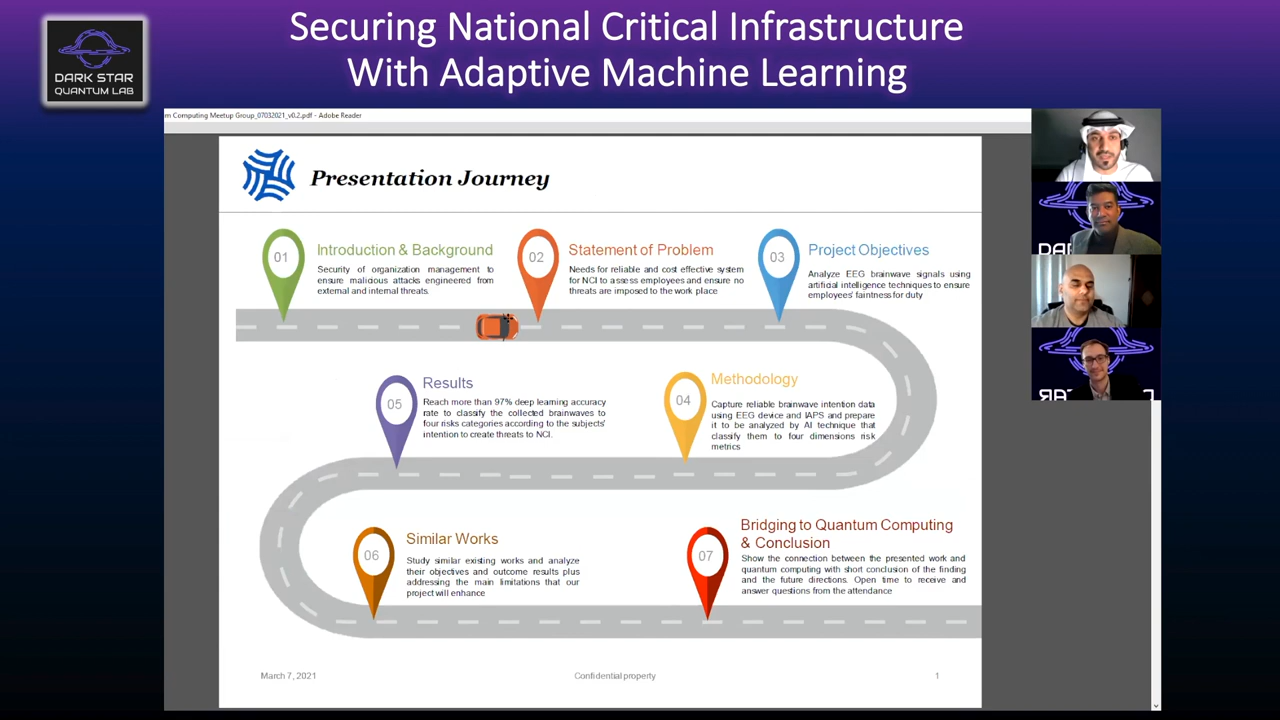 Securing National Critical Infrastructure
With Adaptive Machine Learning
DARK STAR
QUANTUM LAB
m Computing Meetup Group_07032021_v0.2.pdf - Adobe Reader
Presentation Journey
01
Introduction & Background
Security of organization management to
ensure malicious attacks engineered from
external and internal threats.
02
Statement of Problem
Needs for reliable and cost effective system
for NCI to assess employees and ensure no
threats are imposed to the work place
03
Project Objectives
Analyze EEG brainwave signals using
artificial intelligence techniques to ensure
employees' faintness for duty
04
Methodology
Capture reliable brainwave intention data
using EEG device and IAPS and prepare
it to be analyzed by AI technique that
classify them to four dimensions risk
metrics
05
Results
Reach more than 97% deep learning accuracy
rate to classify the collected brainwaves to
four risks categories according to the subjects'
intention to create threats to NCI.
06
Similar Works
Study similar existing works and analyze
their objectives and outcome results plus
addressing the main limitations that our
project will enhance
07
Bridging to Quantum Computing
& Conclusion
Show the connection between the presented work and
quantum computing with short conclusion of the finding
and the future directions. Open time to receive and
answer questions from the attendance
March 7, 2021
Confidential property
1